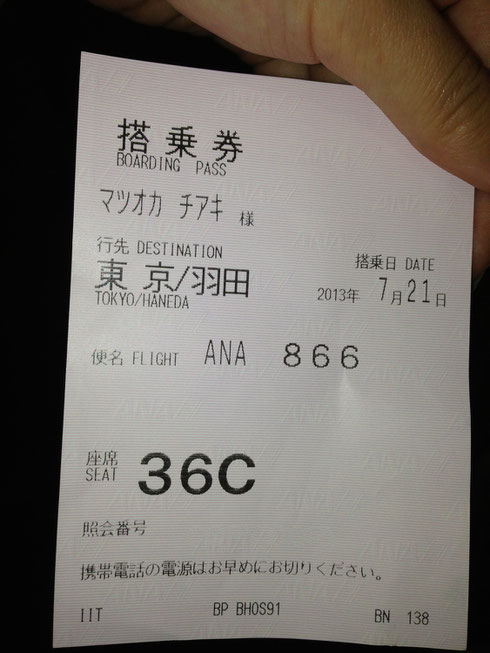 搭乗券
BOARDING PASS
マツオカ チアキ 様
行先 DESTINATION
搭乗日 DATE
東京/羽田
2013年 7月21日
TOKYO/HANEDA
便名 FLIGHT ANA 866
座席
SEAT
36C
照会番号
携帯電話の電源はお早めにお切りください。
IIT BP BHOS91 BN 138